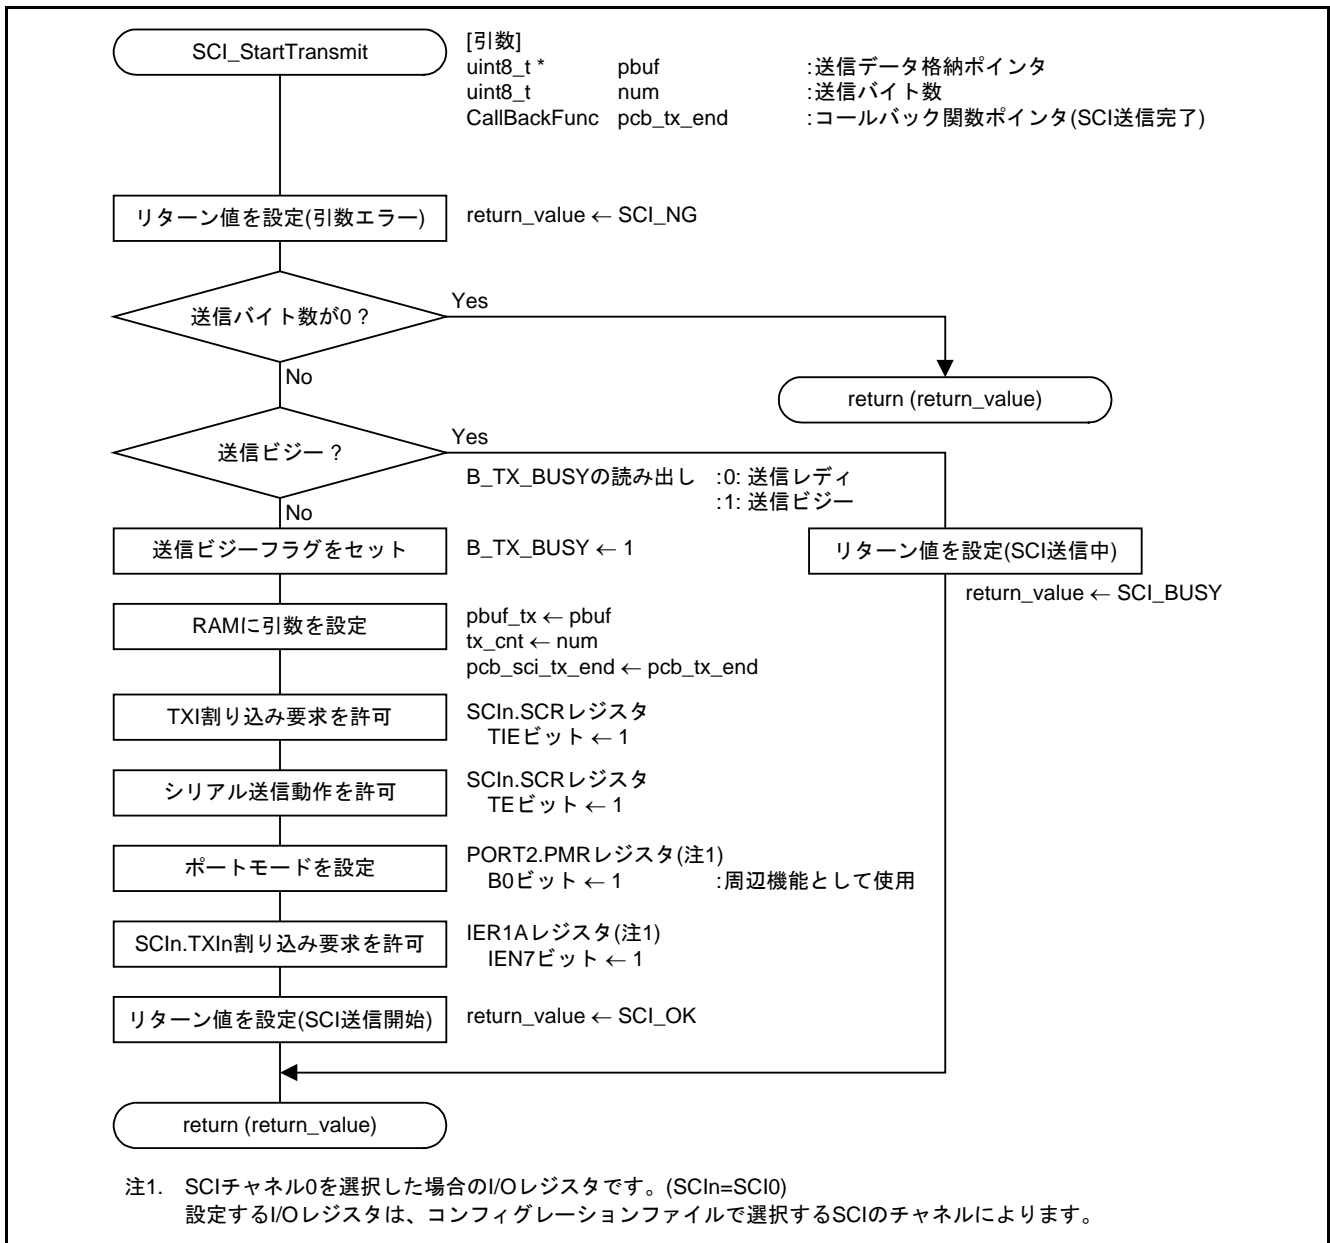 SCI_StartTransmit
[引数]
uint8_t * pbuf :送信データ格納ポインタ
uint8_t num :送信バイト数
CallBackFunc pcb_tx_end :コールバック関数ポインタ(SCI送信完了)
リターン値を設定(引数エラー) return_value ← SCI_NG
送信バイト数が0 ? Yes
No
return (return_value)
送信ビジー ? Yes
B_TX_BUSYの読み出し :0: 送信レディ
:1: 送信ビジー
No
送信ビジーフラグをセット B_TX_BUSY ← 1 リターン値を設定(SCI送信中)
return_value ← SCI_BUSY
RAMに引数を設定 pbuf_tx ← pbuf
tx_cnt ← num
pcb_sci_tx_end ← pcb_tx_end
TXI割り込み要求を許可 SCIn.SCRレジスタ
TIEビット ← 1
シリアル送信動作を許可 SCIn.SCRレジスタ
TEビット ← 1
ポートモードを設定 PORT2.PMRレジスタ(注1)
B0ビット ← 1 :周辺機能として使用
SCIn.TXIn割り込み要求を許可 IER1Aレジスタ(注1)
IEN7ビット ← 1
リターン値を設定(SCI送信開始) return_value ← SCI_OK
return (return_value)
注1. SCIチャネル0を選択した場合のI/Oレジスタです。(SCIn=SCI0)
設定するI/Oレジスタは、コンフィグレーションファイルで選択するSCIのチャネルによります。